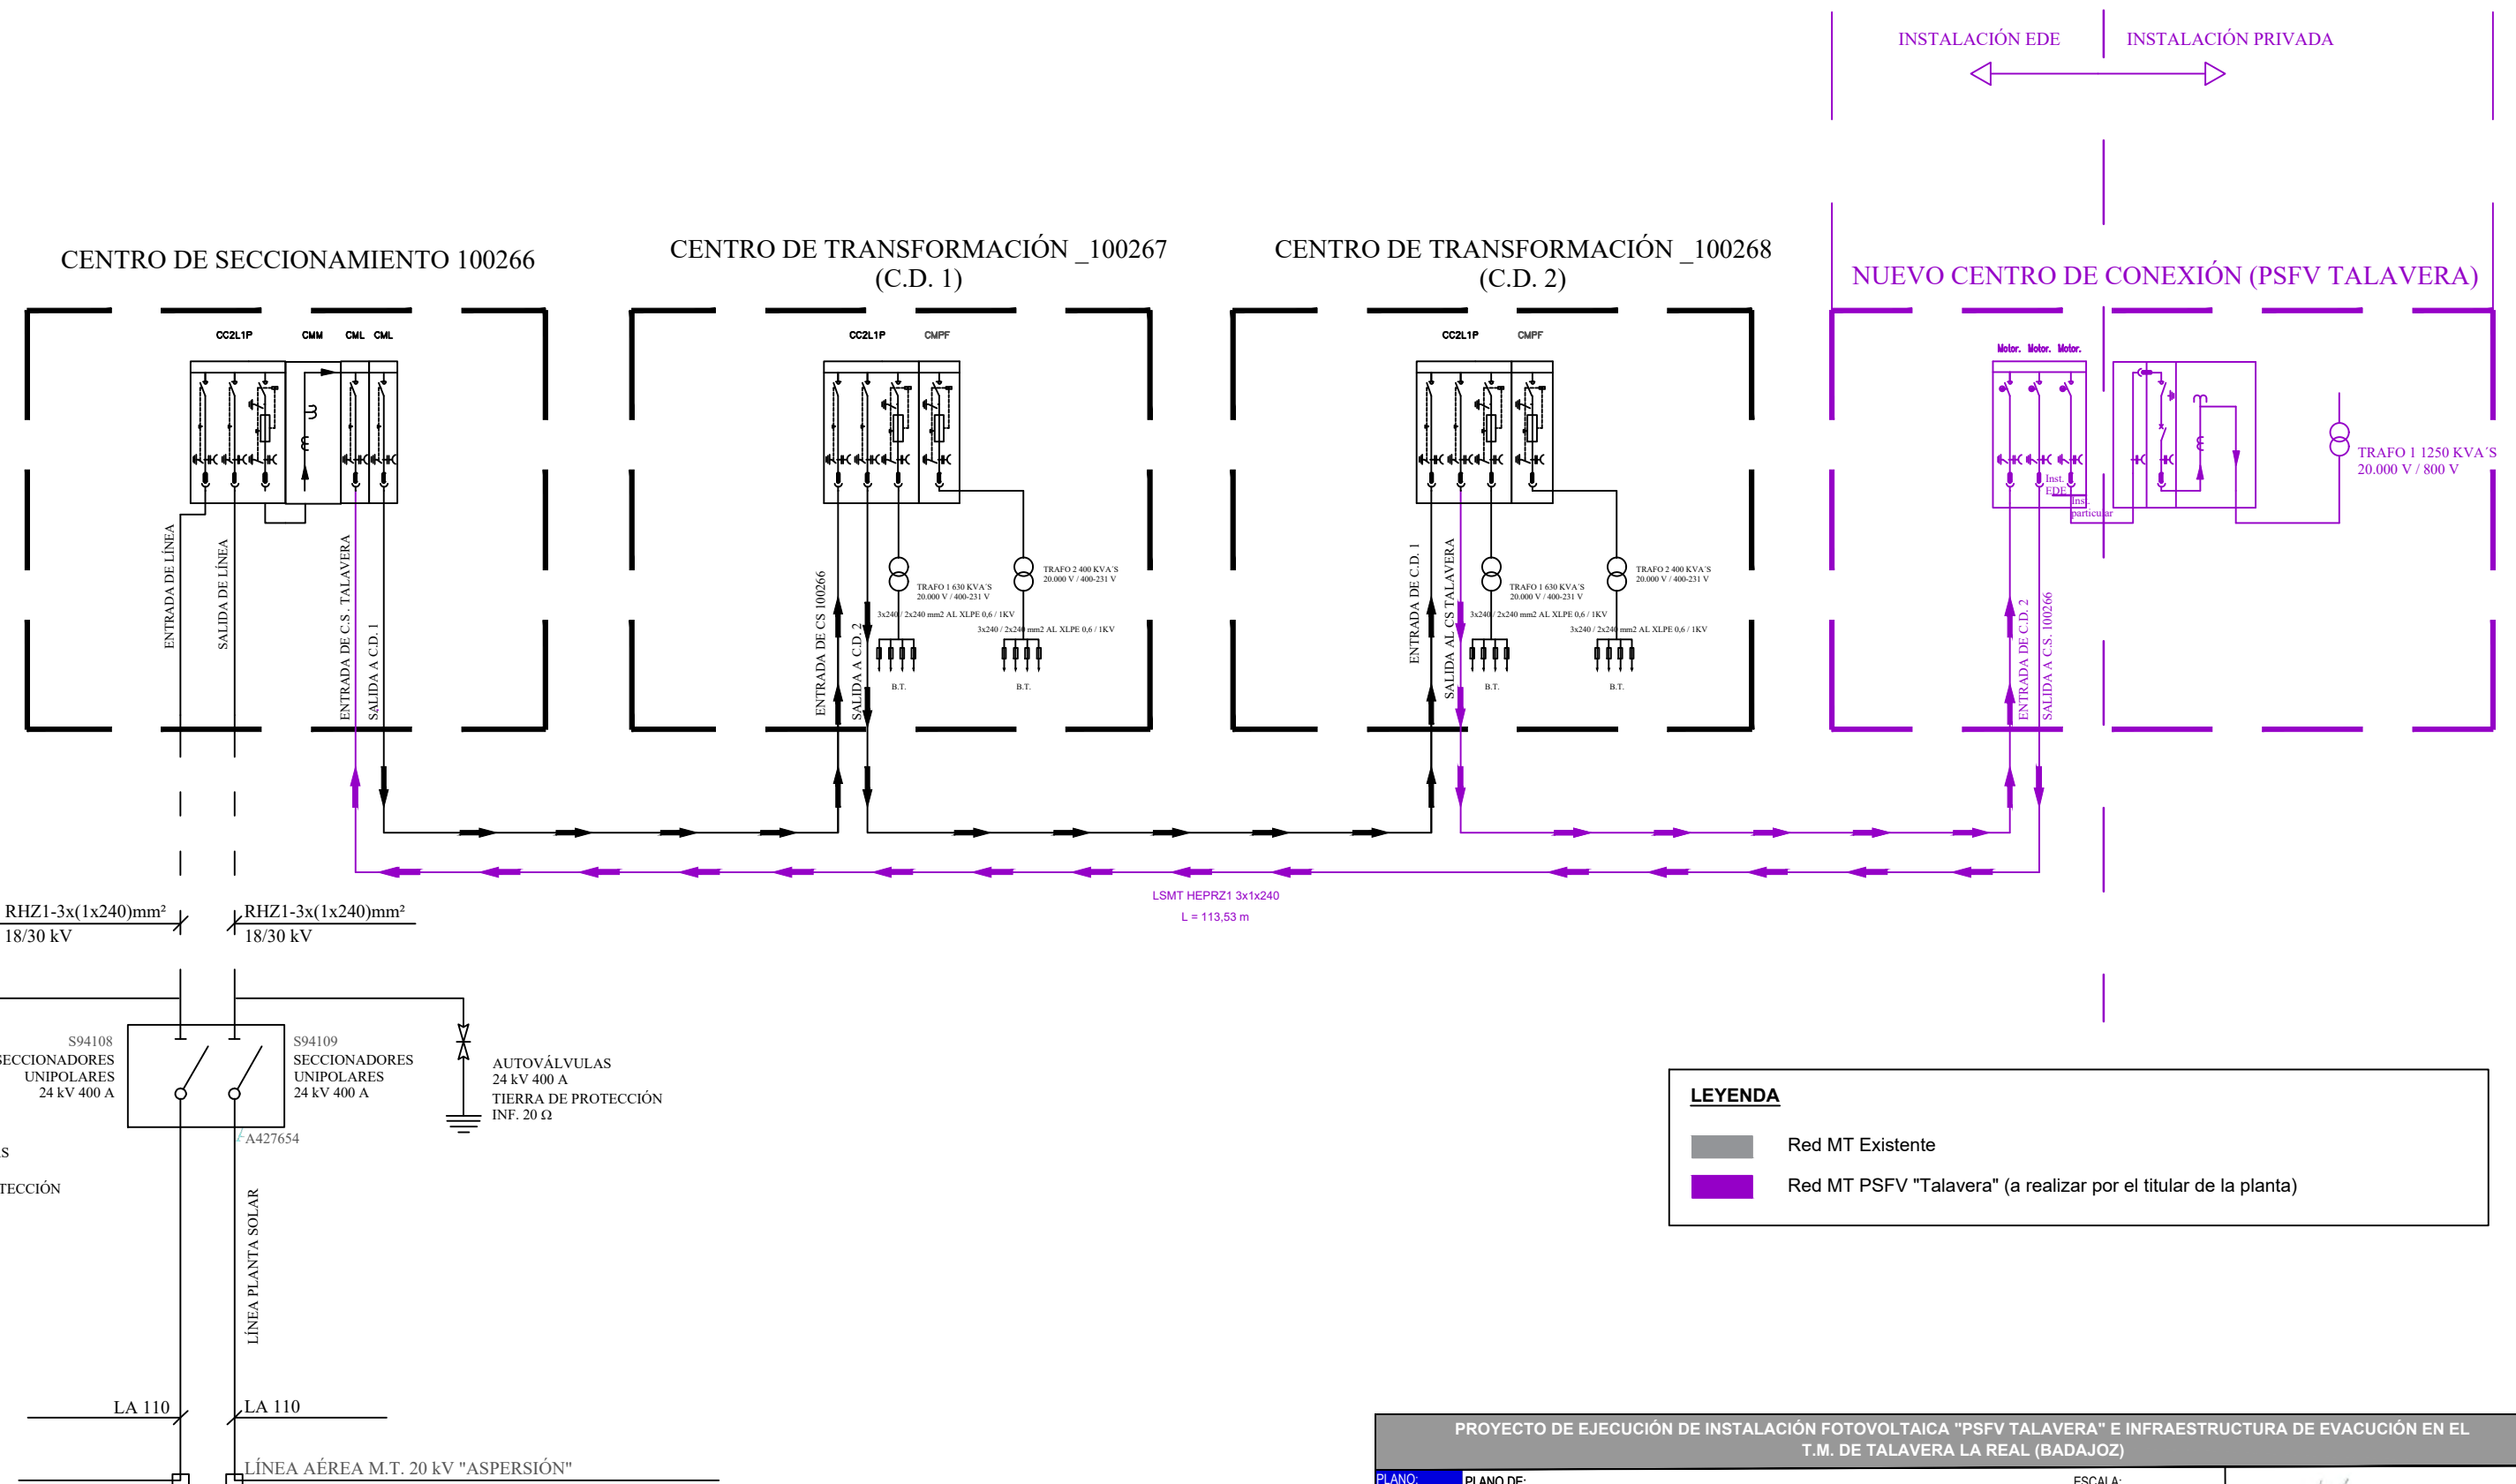 INSTALACIÓN EDE
INSTALACIÓN PRIVADA
CENTRO DE SECCIONAMIENTO 100266
CENTRO DE TRANSFORMACIÓN _100267
(C.D. 1)
CENTRO DE TRANSFORMACIÓN _100268
(C.D. 2)
NUEVO CENTRO DE CONEXIÓN (PSFV TALAVERA)
CC2L1P
CMM
CML
CML
ENTRADA DE LÍNEA
SALIDA DE LÍNEA
ENTRADA DE C.S. TALAVERA
SALIDA A C.D. 1
CC2L1P
CMPF
ENTRADA DE CS 100266
SALIDA A C.D. 2
TRAFO 1 630 KVA´S
20.000 V / 400-231 V
TRAFO 2 400 KVA´S
20.000 V / 400-231 V
3x240 / 2x240 mm2 AL XLPE 0,6 / 1KV
3x240 / 2x240 mm2 AL XLPE 0,6 / 1KV
B.T.
B.T.
CC2L1P
CMPF
ENTRADA DE C.D. 1
SALIDA AL CS TALAVERA
TRAFO 1 630 KVA´S
20.000 V / 400-231 V
TRAFO 2 400 KVA´S
20.000 V / 400-231 V
3x240 / 2x240 mm2 AL XLPE 0,6 / 1KV
3x240 / 2x240 mm2 AL XLPE 0,6 / 1KV
B.T.
B.T.
Motor.
Motor.
Motor.
Inst.
EDE
Inst.
particular
TRAFO 1 1250 KVA´S
20.000 V / 800 V
ENTRADA DE C.D. 2
SALIDA A C.S. 100266
LSMT HEPRZ1 3x1x240
L = 113,53 m
RHZ1-3x(1x240)mm²
18/30 kV
RHZ1-3x(1x240)mm²
18/30 kV
S94108
SECCIONADORES
UNIPOLARES
24 kV 400 A
S94109
SECCIONADORES
UNIPOLARES
24 kV 400 A
AUTOVÁLVULAS
24 kV 400 A
TIERRA DE PROTECCIÓN
INF. 20 Ω
A427654
LÍNEA PLANTA SOLAR
LA 110
LA 110
LÍNEA AÉREA M.T. 20 kV "ASPERSIÓN"
LEYENDA
Red MT Existente
Red MT PSFV "Talavera" (a realizar por el titular de la planta)
PROYECTO DE EJECUCIÓN DE INSTALACIÓN FOTOVOLTAICA "PSFV TALAVERA" E INFRAESTRUCTURA DE EVACUCIÓN EN EL
T.M. DE TALAVERA LA REAL (BADAJOZ)
PLANO:
PLANO DE:
ESCALA: